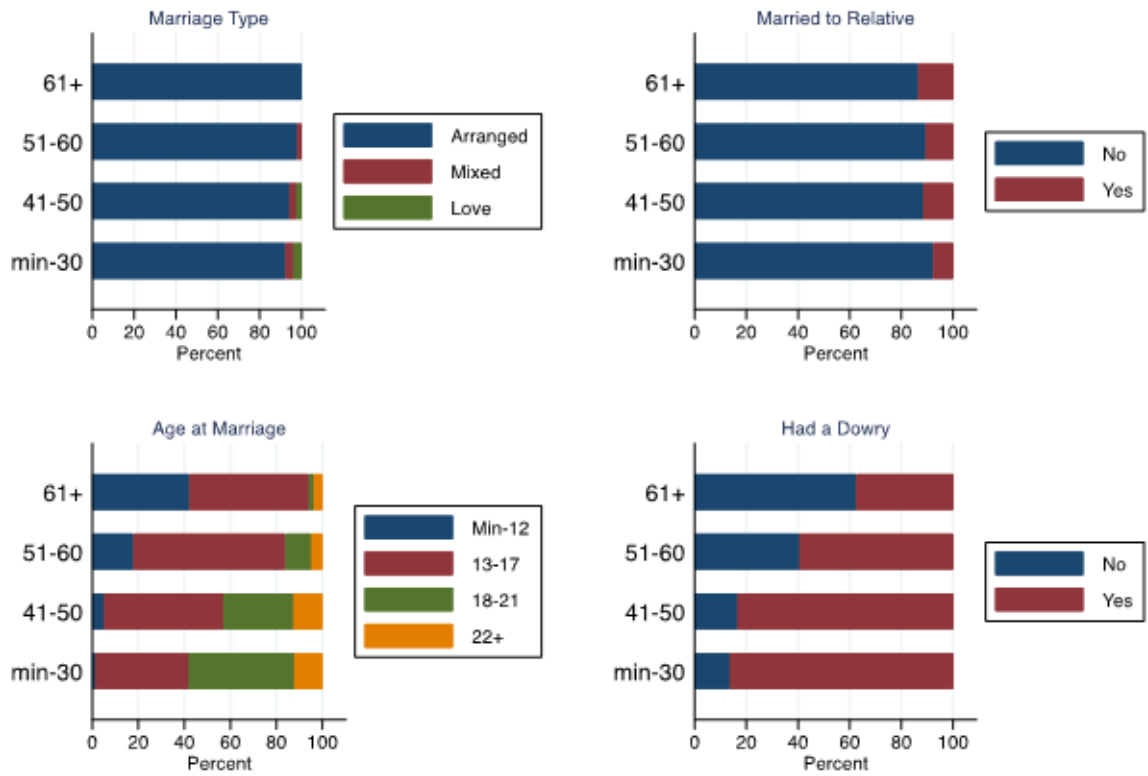 Marriage Type
61+
51-60
41-50
min-30
0 20 40 60 80 100
Percent
Arranged
Mixed
Love
Married to Relative
61+
51-60
41-50
min-30
0 20 40 60 80 100
Percent
No
Yes
Age at Marriage
61+
51-60
41-50
min-30
0 20 40 60 80 100
Percent
Min-12
13-17
18-21
22+
Had a Dowry
61+
51-60
41-50
min-30
0 20 40 60 80 100
Percent
No
Yes